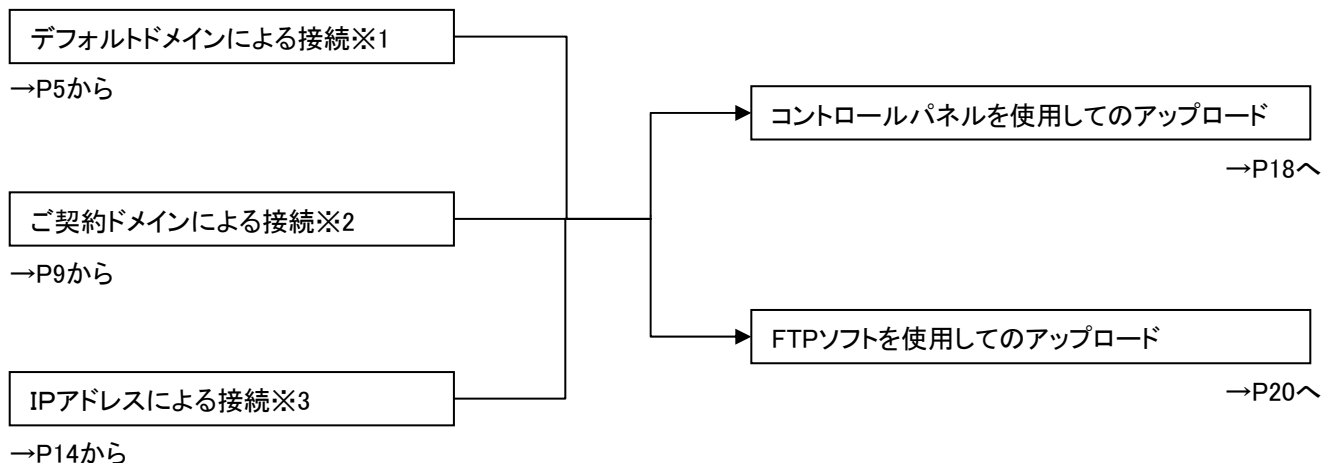 デフォルトドメインによる接続※1
→P5から
ご契約ドメインによる接続※2
→P9から
IPアドレスによる接続※3
→P14から
コントロールパネルを使用してのアップロード
→P18へ
FTPソフトを使用してのアップロード
→P20へ